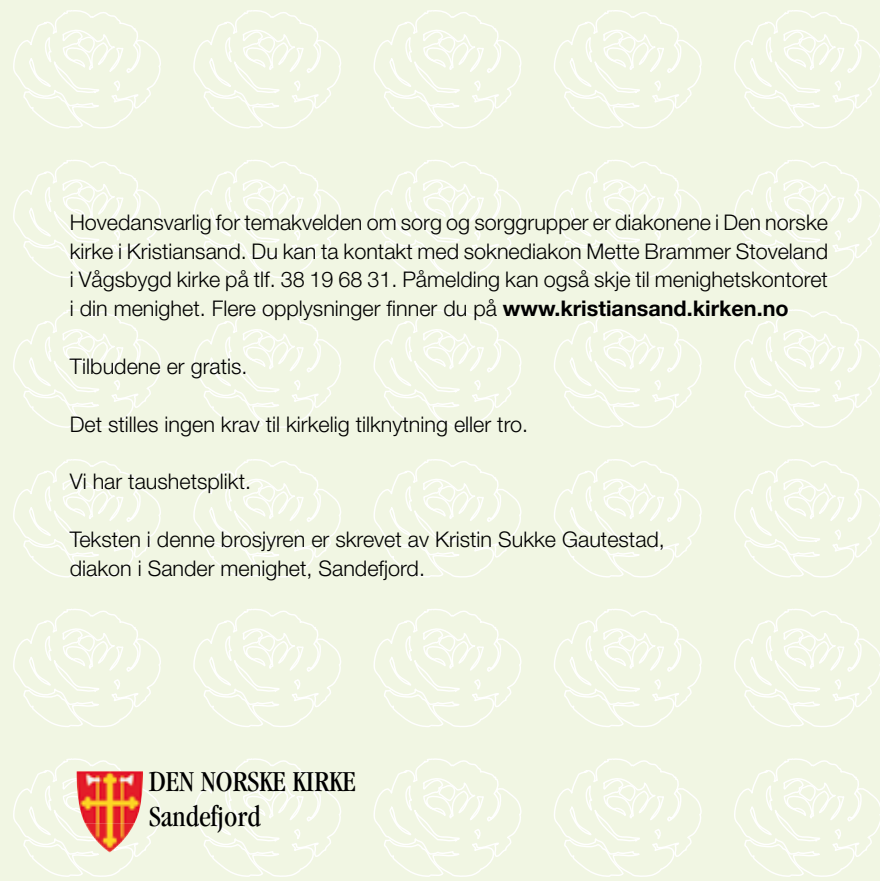 Hovedansvarlig for temakvelden om sorg og sorggrupper er diakonene i Den norske
kirke i Kristiansand. Du kan ta kontakt med soknediakon Mette Brammer Stoveland
i Vågsbygd kirke på tlf. 38 19 68 31. Påmelding kan også skje til menighetskontoret
i din menighet. Flere opplysninger finner du på www.kristiansand.kirken.no
Tilbudene er gratis.
Det stilles ingen krav til kirkelig tilknytning eller tro.
Vi har taushetsplikt.
Teksten i denne brosjyren er skrevet av Kristin Sukke Gautestad,
diakon i Sander menighet, Sandefjord.
DEN NORSKE KIRKE
Sandefjord